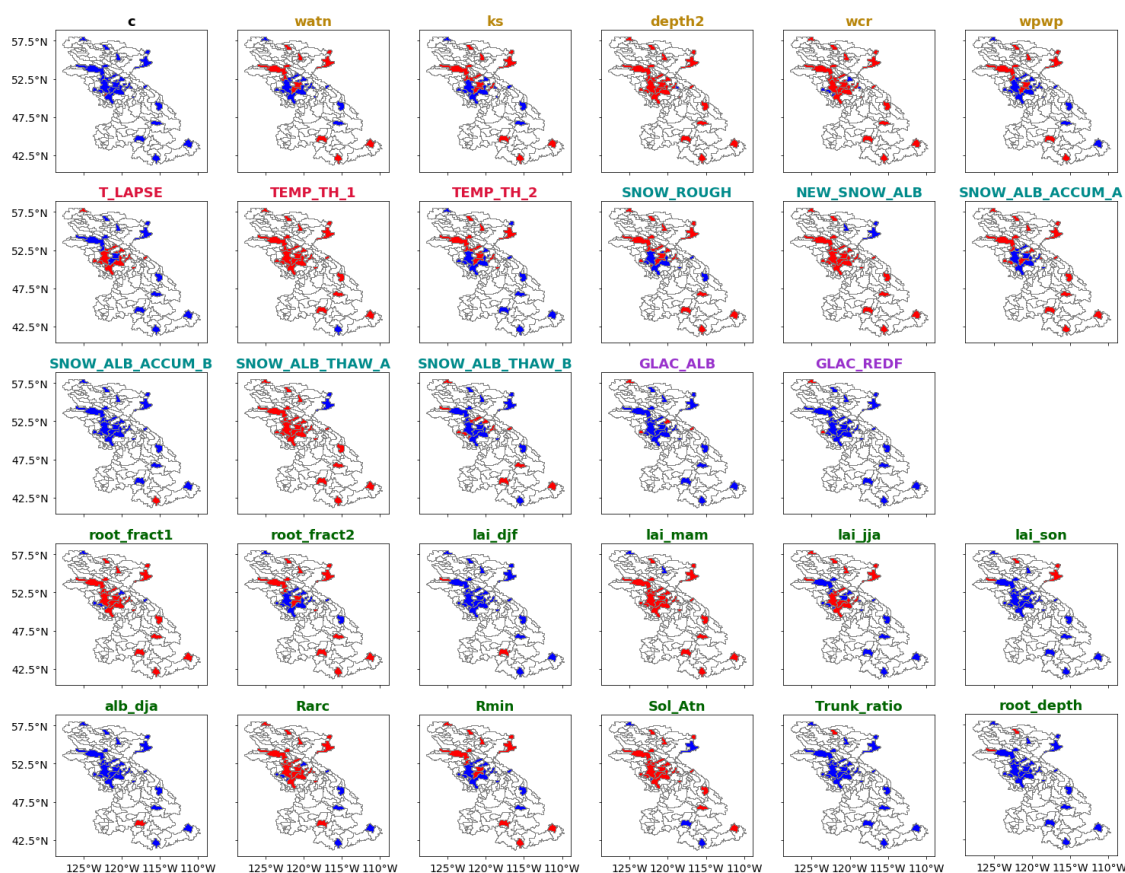 c watn ks depth2 wcr wpwp
57.5°N
52.5°N
47.5°N
42.5°N
T_LAPSE TEMP_TH_1 TEMP_TH_2 SNOW_ROUGH NEW_SNOW_ALB SNOW_ALB_ACCUM_A
57.5°N
52.5°N
47.5°N
42.5°N
SNOW_ALB_ACCUM_B SNOW_ALB_THAW_A SNOW_ALB_THAW_B GLAC_ALB GLAC_REDF
57.5°N
52.5°N
47.5°N
42.5°N
root_fract1 root_fract2 lai_djf lai_mam lai_jja lai_son
57.5°N
52.5°N
47.5°N
42.5°N
alb_dja Rarc Rmin Sol_Atn Trunk_ratio root_depth
57.5°N
52.5°N
47.5°N
42.5°N
125°W 120°W 115°W 110°W 125°W 120°W 115°W 110°W 125°W 120°W 115°W 110°W 125°W 120°W 115°W 110°W 125°W 120°W 115°W 110°W 125°W 120°W 115°W 110°W